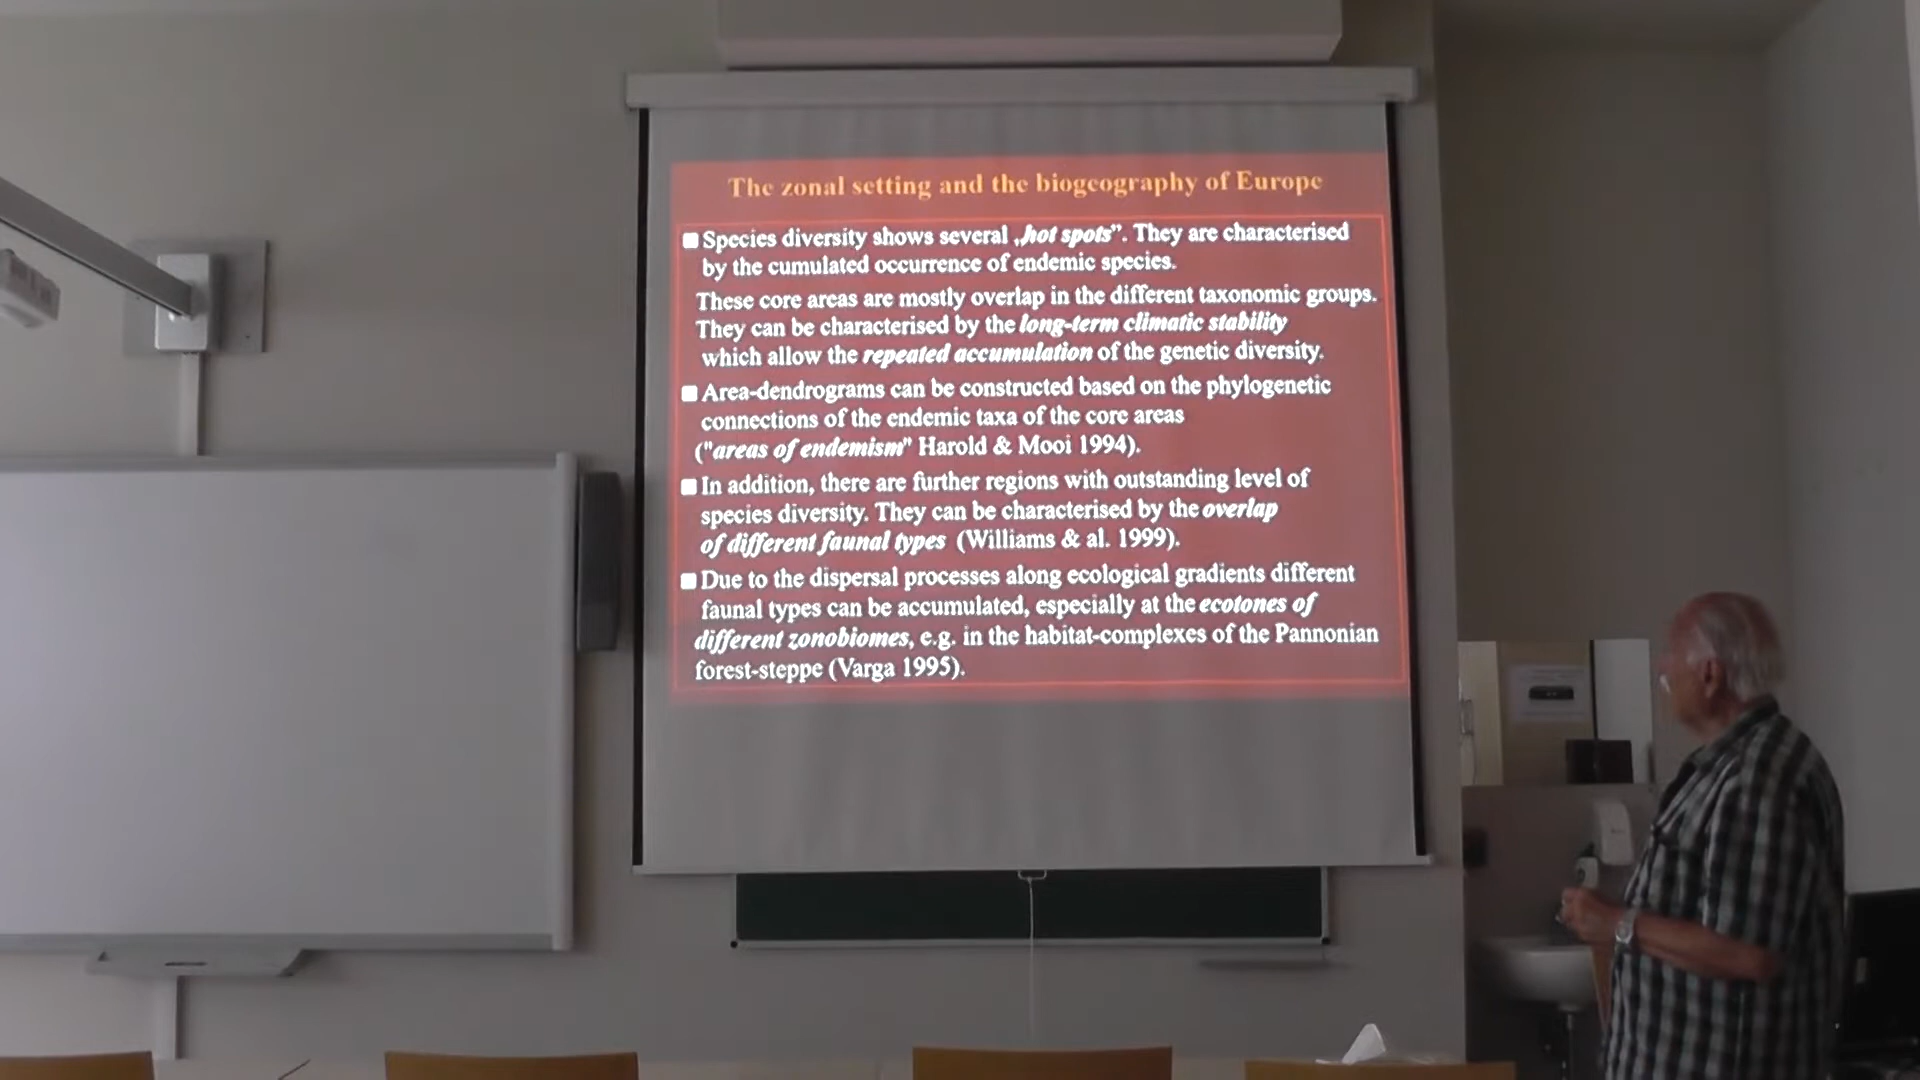 The zonal setting and the biogeography of Europe
Species diversity shows several „hot spots”. They are characterised
by the cumulated occurrence of endemic species.
These core areas are mostly overlap in the different taxonomic groups.
They can be characterised by the long-term climatic stability
which allow the repeated accumulation of the genetic diversity.
Area-dendrograms can be constructed based on the phylogenetic
connections of the endemic taxa of the core areas
("areas of endemism" Harold & Mooi 1994).
In addition, there are further regions with outstanding level of
species diversity. They can be characterised by the overlap
of different faunal types (Williams & al. 1999).
Due to the dispersal processes along ecological gradients different
faunal types can be accumulated, especially at the ecotones of
different zonobiomes, e.g. in the habitat-complexes of the Pannonian
forest-steppe (Varga 1995).